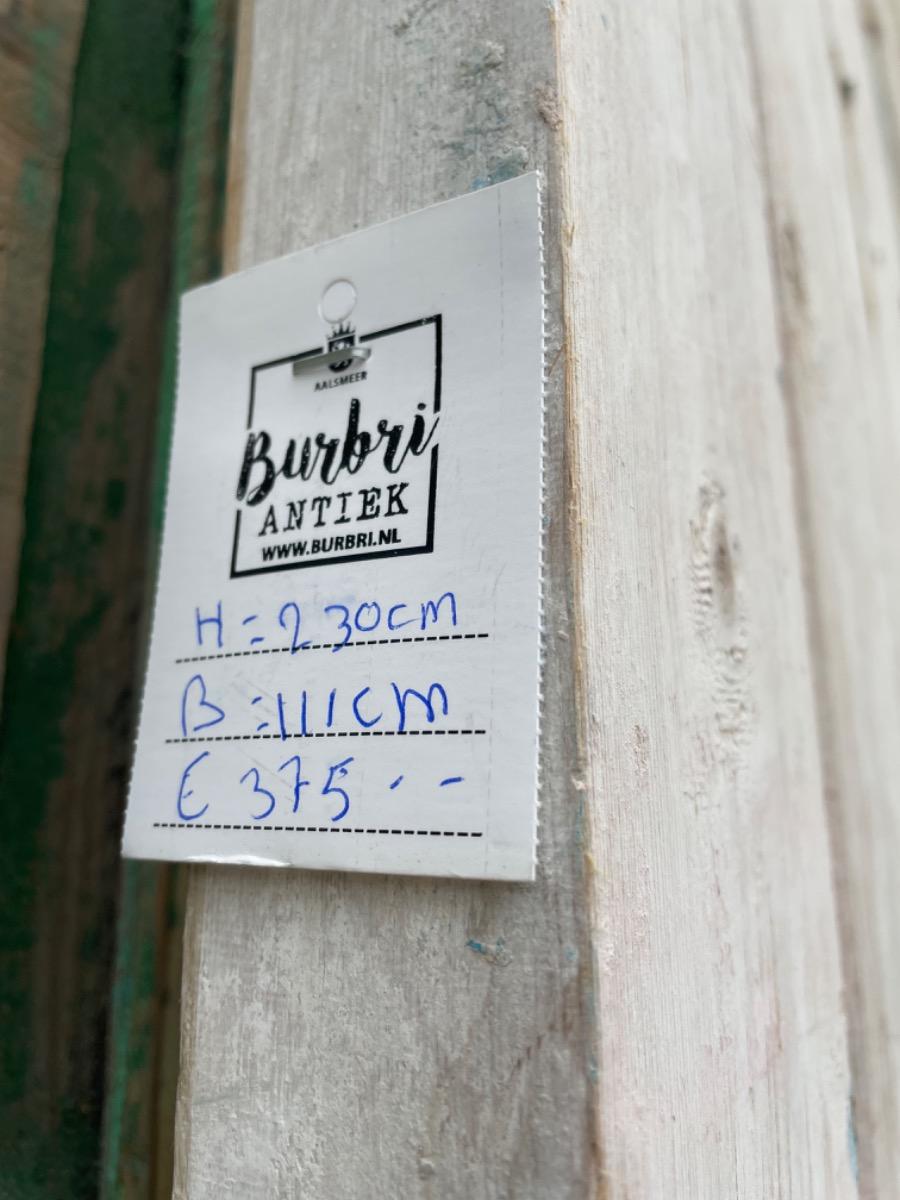 AALSMEER
Burbri
ANTIEK
WWW.BURBRI.NL
H = 230cm
B = 111cm
€ 375 . - -